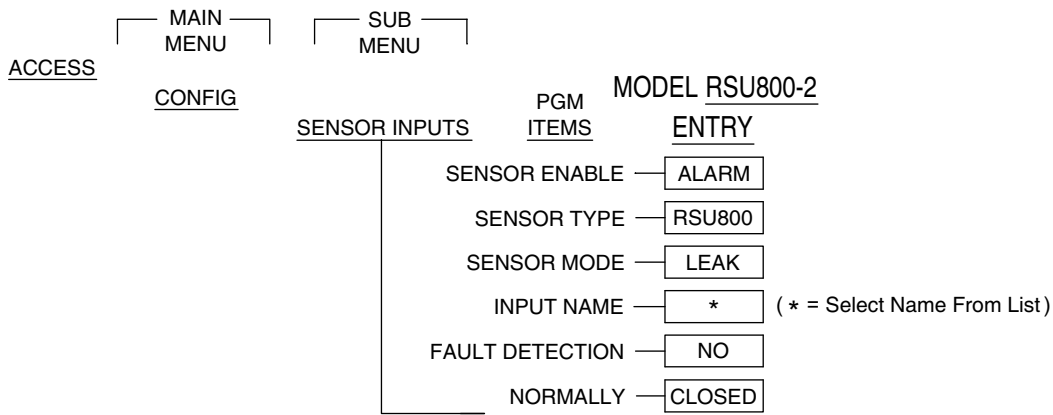 MAIN MENU
SUB MENU
ACCESS
CONFIG
MODEL RSU800-2
SENSOR INPUTS
PGM ITEMS
ENTRY
SENSOR ENABLE ALARM
SENSOR TYPE RSU800
SENSOR MODE LEAK
INPUT NAME * ( * = Select Name From List )
FAULT DETECTION NO
NORMALLY CLOSED